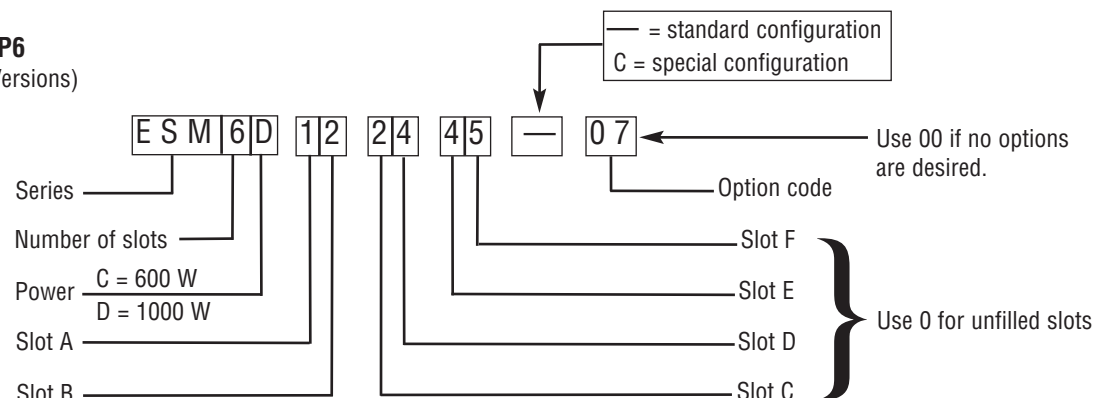 P6
— = standard configuration
C = special configuration
ersions)
E S M 6 D 1 2 2 4 4 5 — 0 7
Use 00 if no options
are desired.
Series
Option code
Number of slots
Slot F
Power C = 600 W
D = 1000 W
Slot E
Use 0 for unfilled slots
Slot A
Slot D
Slot B
Slot C